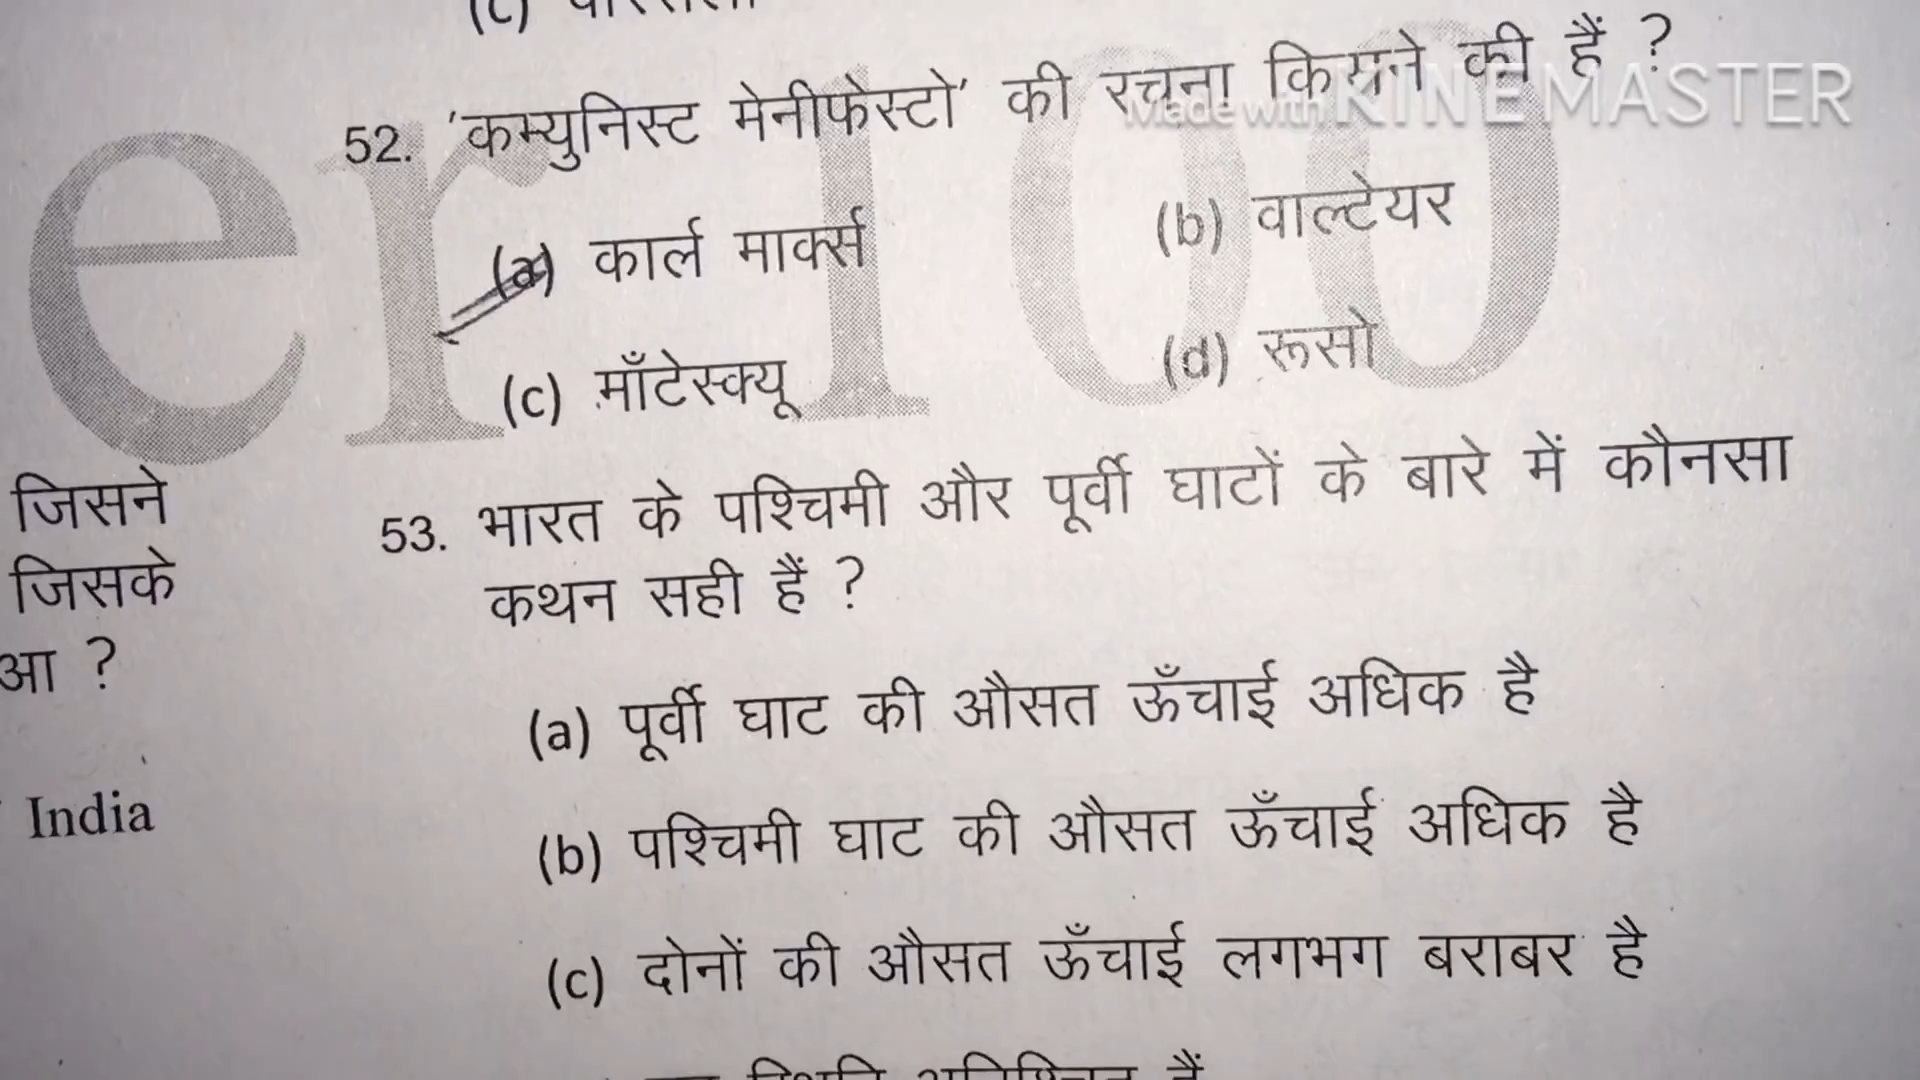 (c)
52. 'कम्युनिस्ट मेनीफेस्टो' की रचना किसने की हैं ?
Made with KINEMASTER
(a) कार्ल मार्क्स
(b) वाल्टेयर
(c) माँटेस्क्यू
(d) रूसो
जिसने
जिसके
आ ?
India
53. भारत के पश्चिमी और पूर्वी घाटों के बारे में कौनसा
कथन सही हैं ?
(a) पूर्वी घाट की औसत ऊँचाई अधिक है
(b) पश्चिमी घाट की औसत ऊँचाई अधिक है
(c) दोनों की औसत ऊँचाई लगभग बराबर है